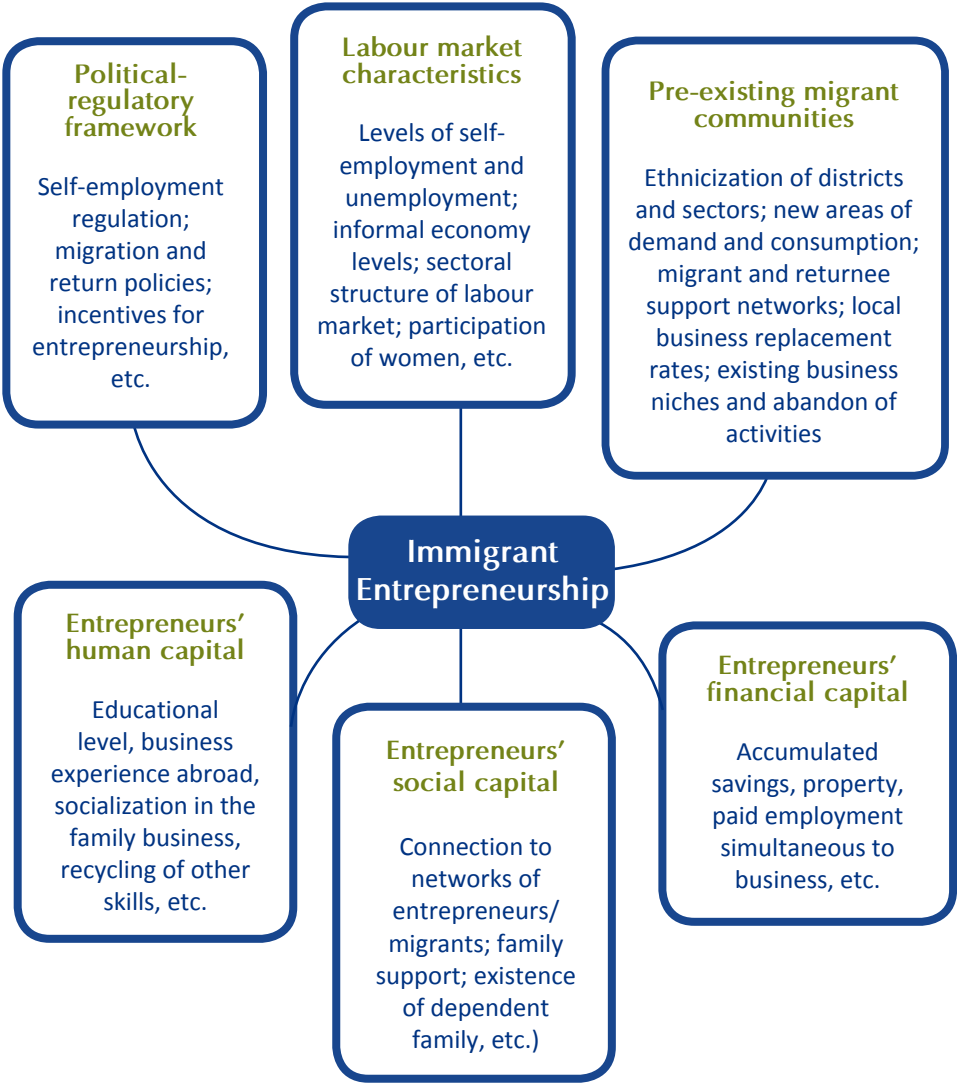 Political-
regulatory
framework
Self-employment
regulation;
migration and
return policies;
incentives for
entrepreneurship,
etc.
Labour market
characteristics
Levels of self-
employment and
unemployment;
informal economy
levels; sectoral
structure of labour
market; participation
of women, etc.
Pre-existing migrant
communities
Ethnicization of districts
and sectors; new areas of
demand and consumption;
migrant and returnee
support networks; local
business replacement
rates; existing business
niches and abandon of
activities
Immigrant
Entrepreneurship
Entrepreneurs’
human capital
Educational
level, business
experience abroad,
socialization in the
family business,
recycling of other
skills, etc.
Entrepreneurs’
social capital
Connection to
networks of
entrepreneurs/
migrants; family
support; existence
of dependent
family, etc.)
Entrepreneurs’
financial capital
Accumulated
savings, property,
paid employment
simultaneous to
business, etc.